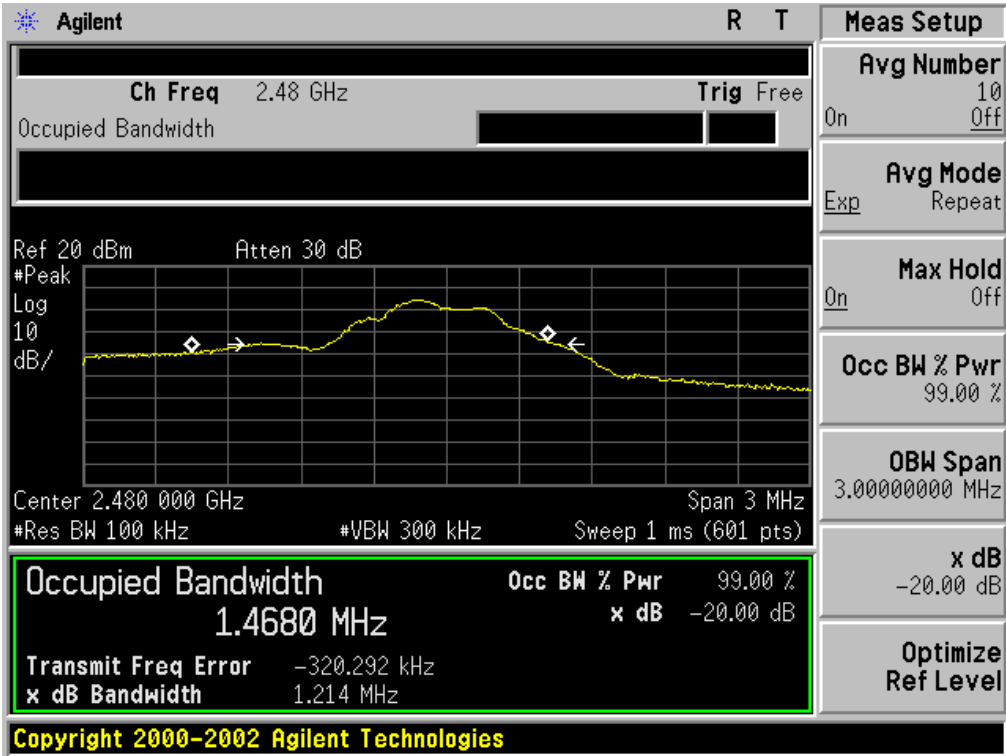 Agilent R T
Ch Freq 2.48 GHz Trig Free
Occupied Bandwidth
Ref 20 dBm Atten 30 dB
#Peak
Log
10
dB/
Center 2.480 000 GHz Span 3 MHz
#Res BW 100 kHz #VBW 300 kHz Sweep 1 ms (601 pts)
Occupied Bandwidth Occ BW % Pwr 99.00 %
1.4680 MHz x dB -20.00 dB
Transmit Freq Error -320.292 kHz
x dB Bandwidth 1.214 MHz
Copyright 2000-2002 Agilent Technologies
Meas Setup
Avg Number
10
On Off
Avg Mode
Exp Repeat
Max Hold
On Off
Occ BW % Pwr
99.00 %
OBW Span
3.00000000 MHz
x dB
-20.00 dB
Optimize
Ref Level